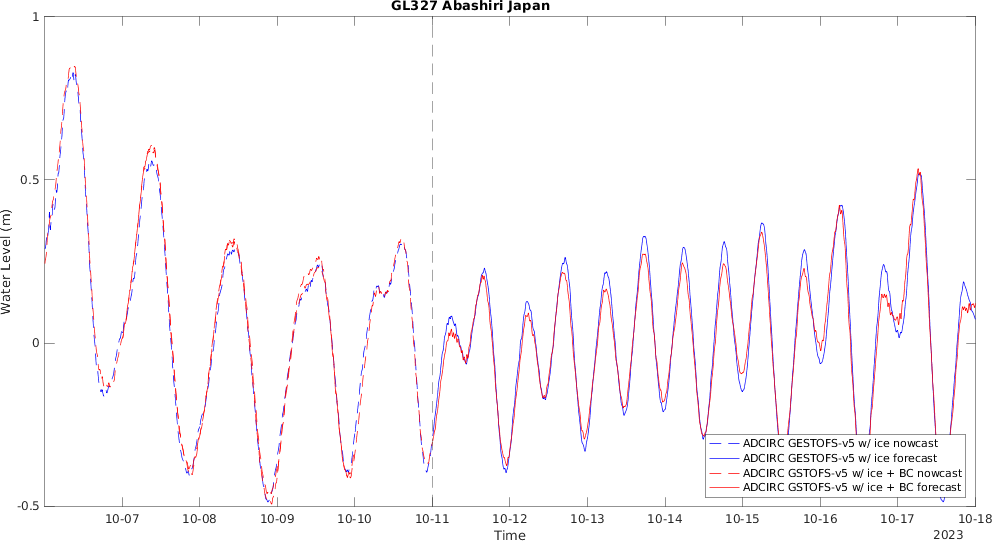 GL327 Abashiri Japan
1
0.5
0
-0.5
Water Level (m)
10-07 10-08 10-09 10-10 10-11 10-12 10-13 10-14 10-15 10-16 10-17 10-18
Time
2023
ADCIRC GESTOFS-v5 w/ ice nowcast
ADCIRC GESTOFS-v5 w/ ice forecast
ADCIRC GSTOFS-v5 w/ ice + BC nowcast
ADCIRC GSTOFS-v5 w/ ice + BC forecast